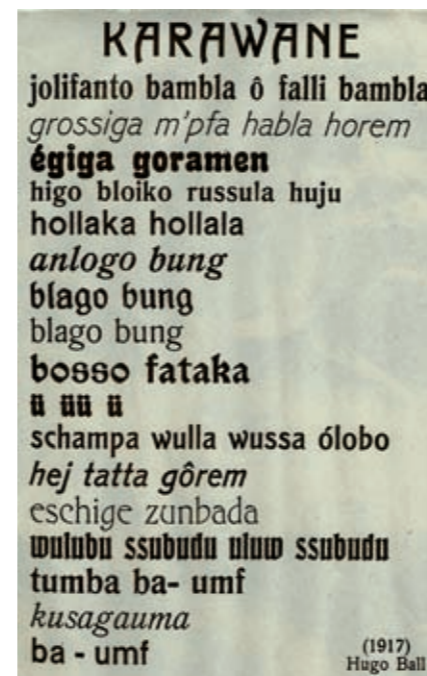 KARAWANE
jolifanto bambla ô falli bambla
grossiga m'pfa habla horem
égiga goramen
higo bloiko russula huju
hollaka hollala
anlogo bung
blago bung
blago bung
bosso fataka
ü üü ü
schampa wulla wussa ólobo
hej tatta gôrem
eschige zunbada
wulubu ssubudu uluw ssubudu
tumba ba- umf
kusagauma
ba - umf
(1917)
Hugo Ball